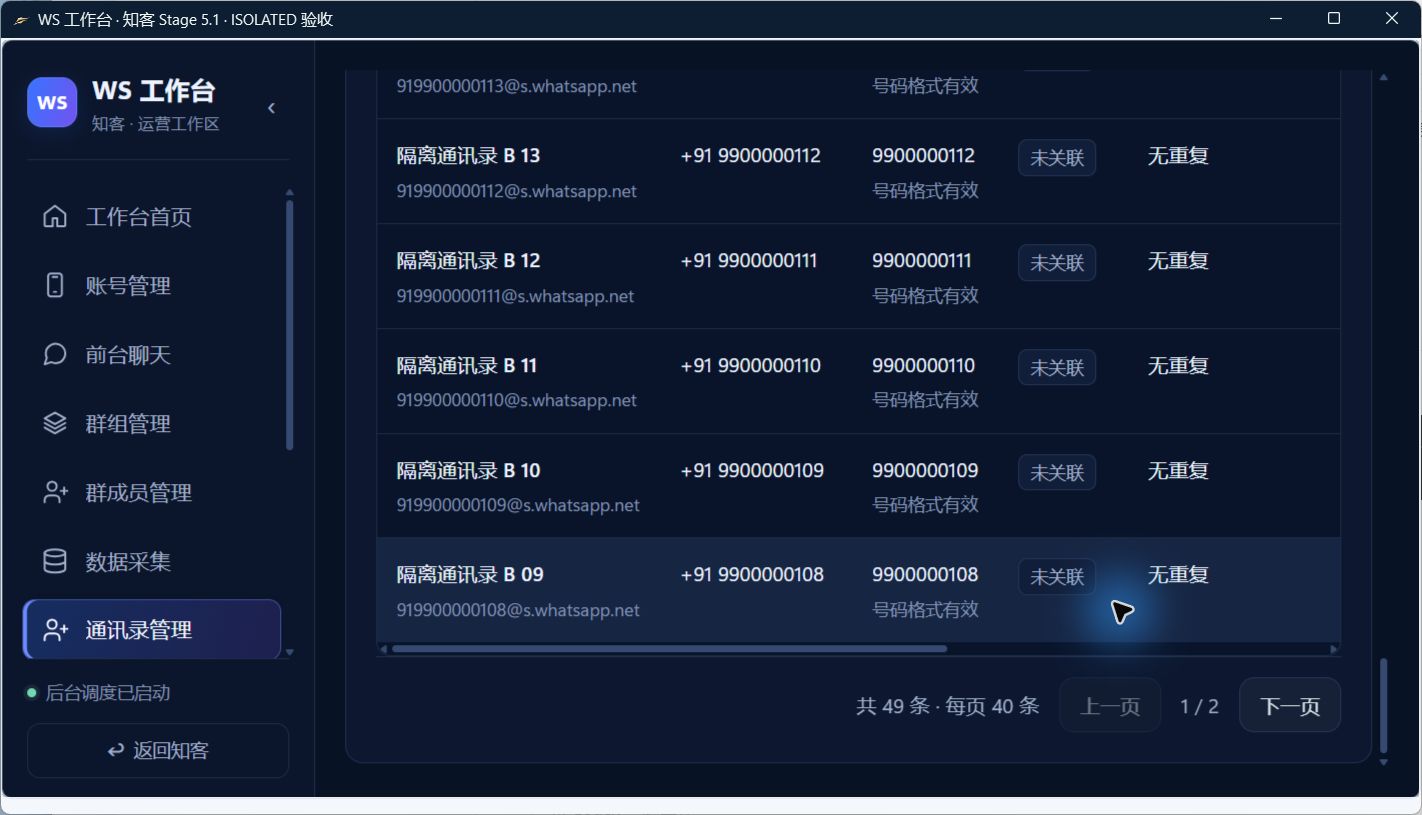 WS 工作台 · 知客 Stage 5.1 · ISOLATED 验收
WS
WS 工作台
知客 · 运营工作区
工作台首页
账号管理
前台聊天
群组管理
群成员管理
数据采集
通讯录管理
后台调度已启动
返回知客
919900000113@s.whatsapp.net 号码格式有效
隔离通讯录 B 13 +91 9900000112 9900000112 未关联 无重复
919900000112@s.whatsapp.net 号码格式有效
隔离通讯录 B 12 +91 9900000111 9900000111 未关联 无重复
919900000111@s.whatsapp.net 号码格式有效
隔离通讯录 B 11 +91 9900000110 9900000110 未关联 无重复
919900000110@s.whatsapp.net 号码格式有效
隔离通讯录 B 10 +91 9900000109 9900000109 未关联 无重复
919900000109@s.whatsapp.net 号码格式有效
隔离通讯录 B 09 +91 9900000108 9900000108 未关联 无重复
919900000108@s.whatsapp.net 号码格式有效
共 49 条 · 每页 40 条 上一页 1 / 2 下一页